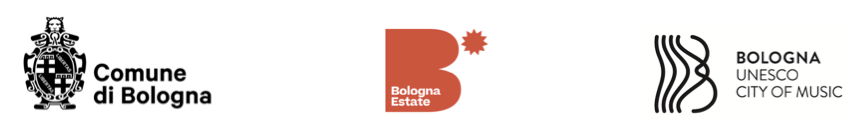 Comune
di Bologna
Bologna
Estate
BOLOGNA
UNESCO
CITY OF MUSIC